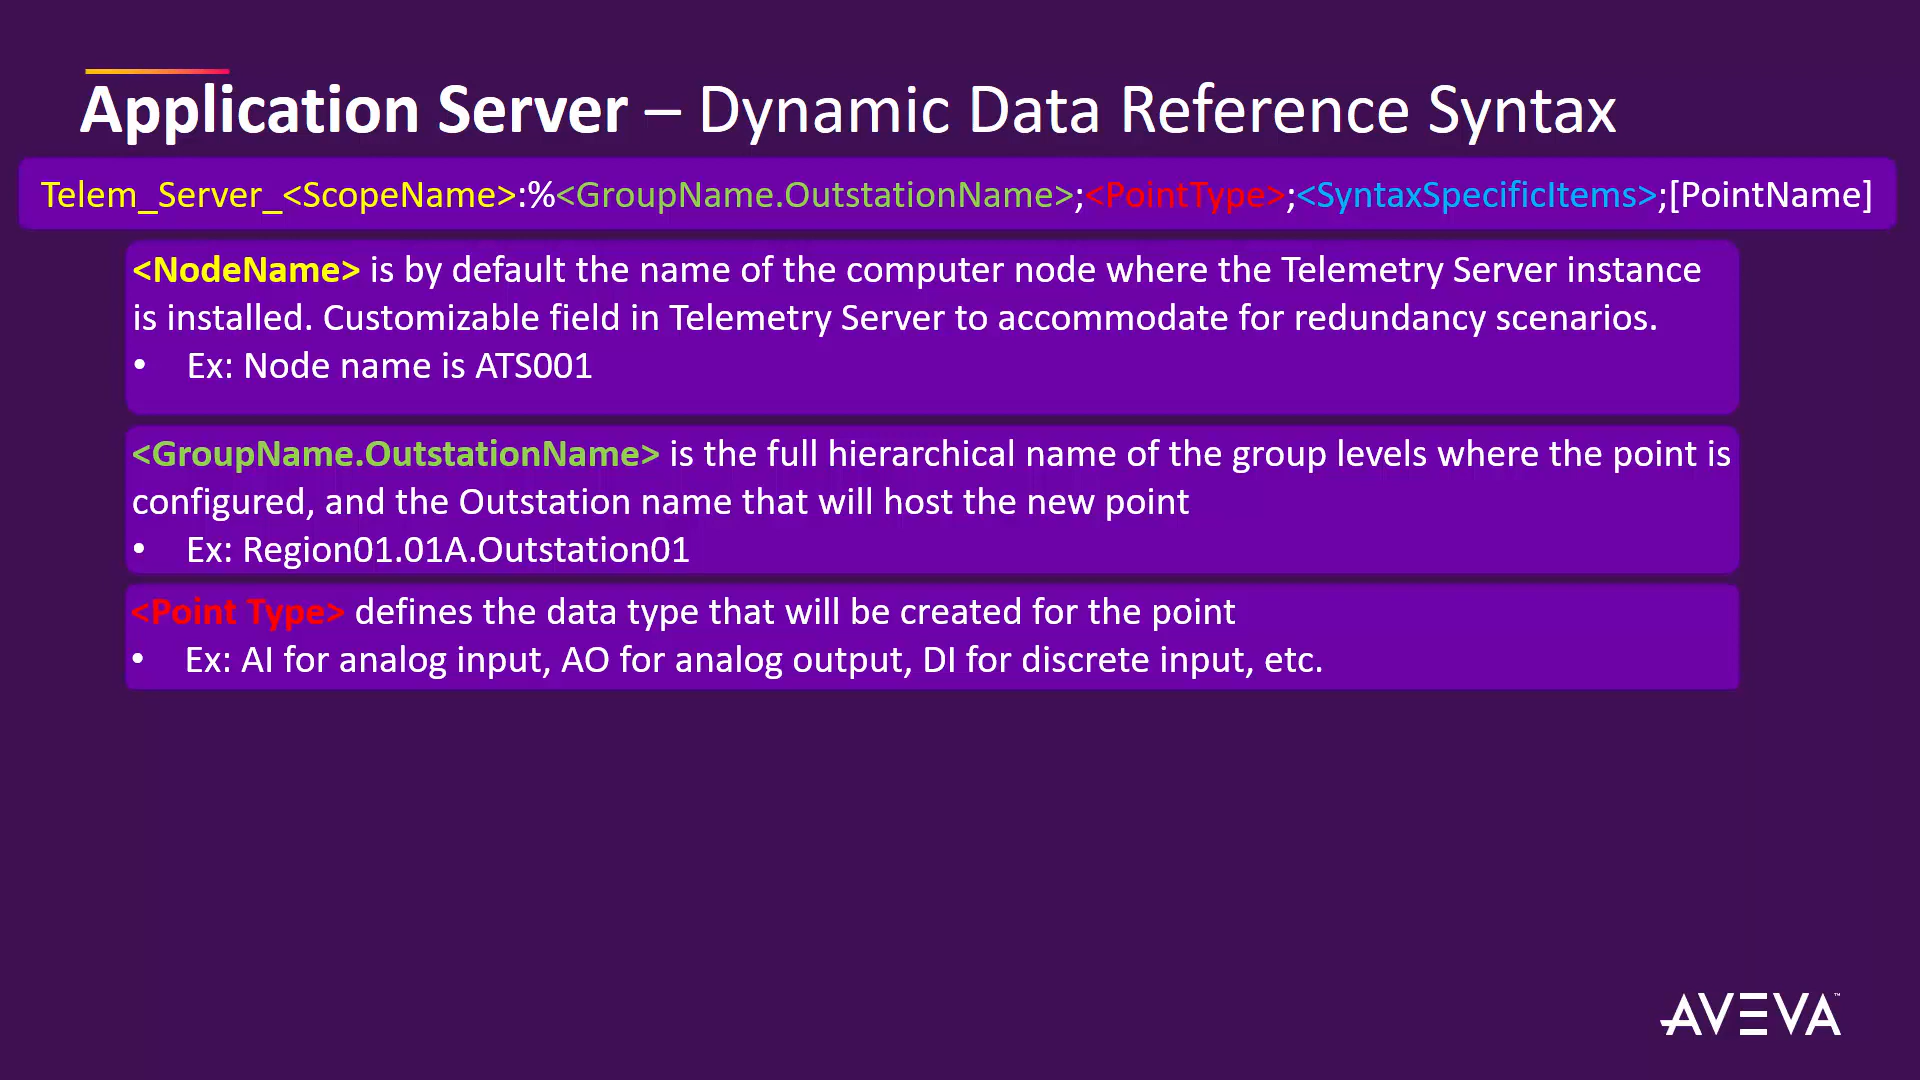 Application Server – Dynamic Data Reference Syntax
Telem_Server_<ScopeName>:%<GroupName.OutstationName>;<PointType>;<SyntaxSpecificItems>;[PointName]
<NodeName> is by default the name of the computer node where the Telemetry Server instance
is installed. Customizable field in Telemetry Server to accommodate for redundancy scenarios.
• Ex: Node name is ATS001
<GroupName.OutstationName> is the full hierarchical name of the group levels where the point is
configured, and the Outstation name that will host the new point
• Ex: Region01.01A.Outstation01
<Point Type> defines the data type that will be created for the point
• Ex: AI for analog input, AO for analog output, DI for discrete input, etc.
AVEVA™